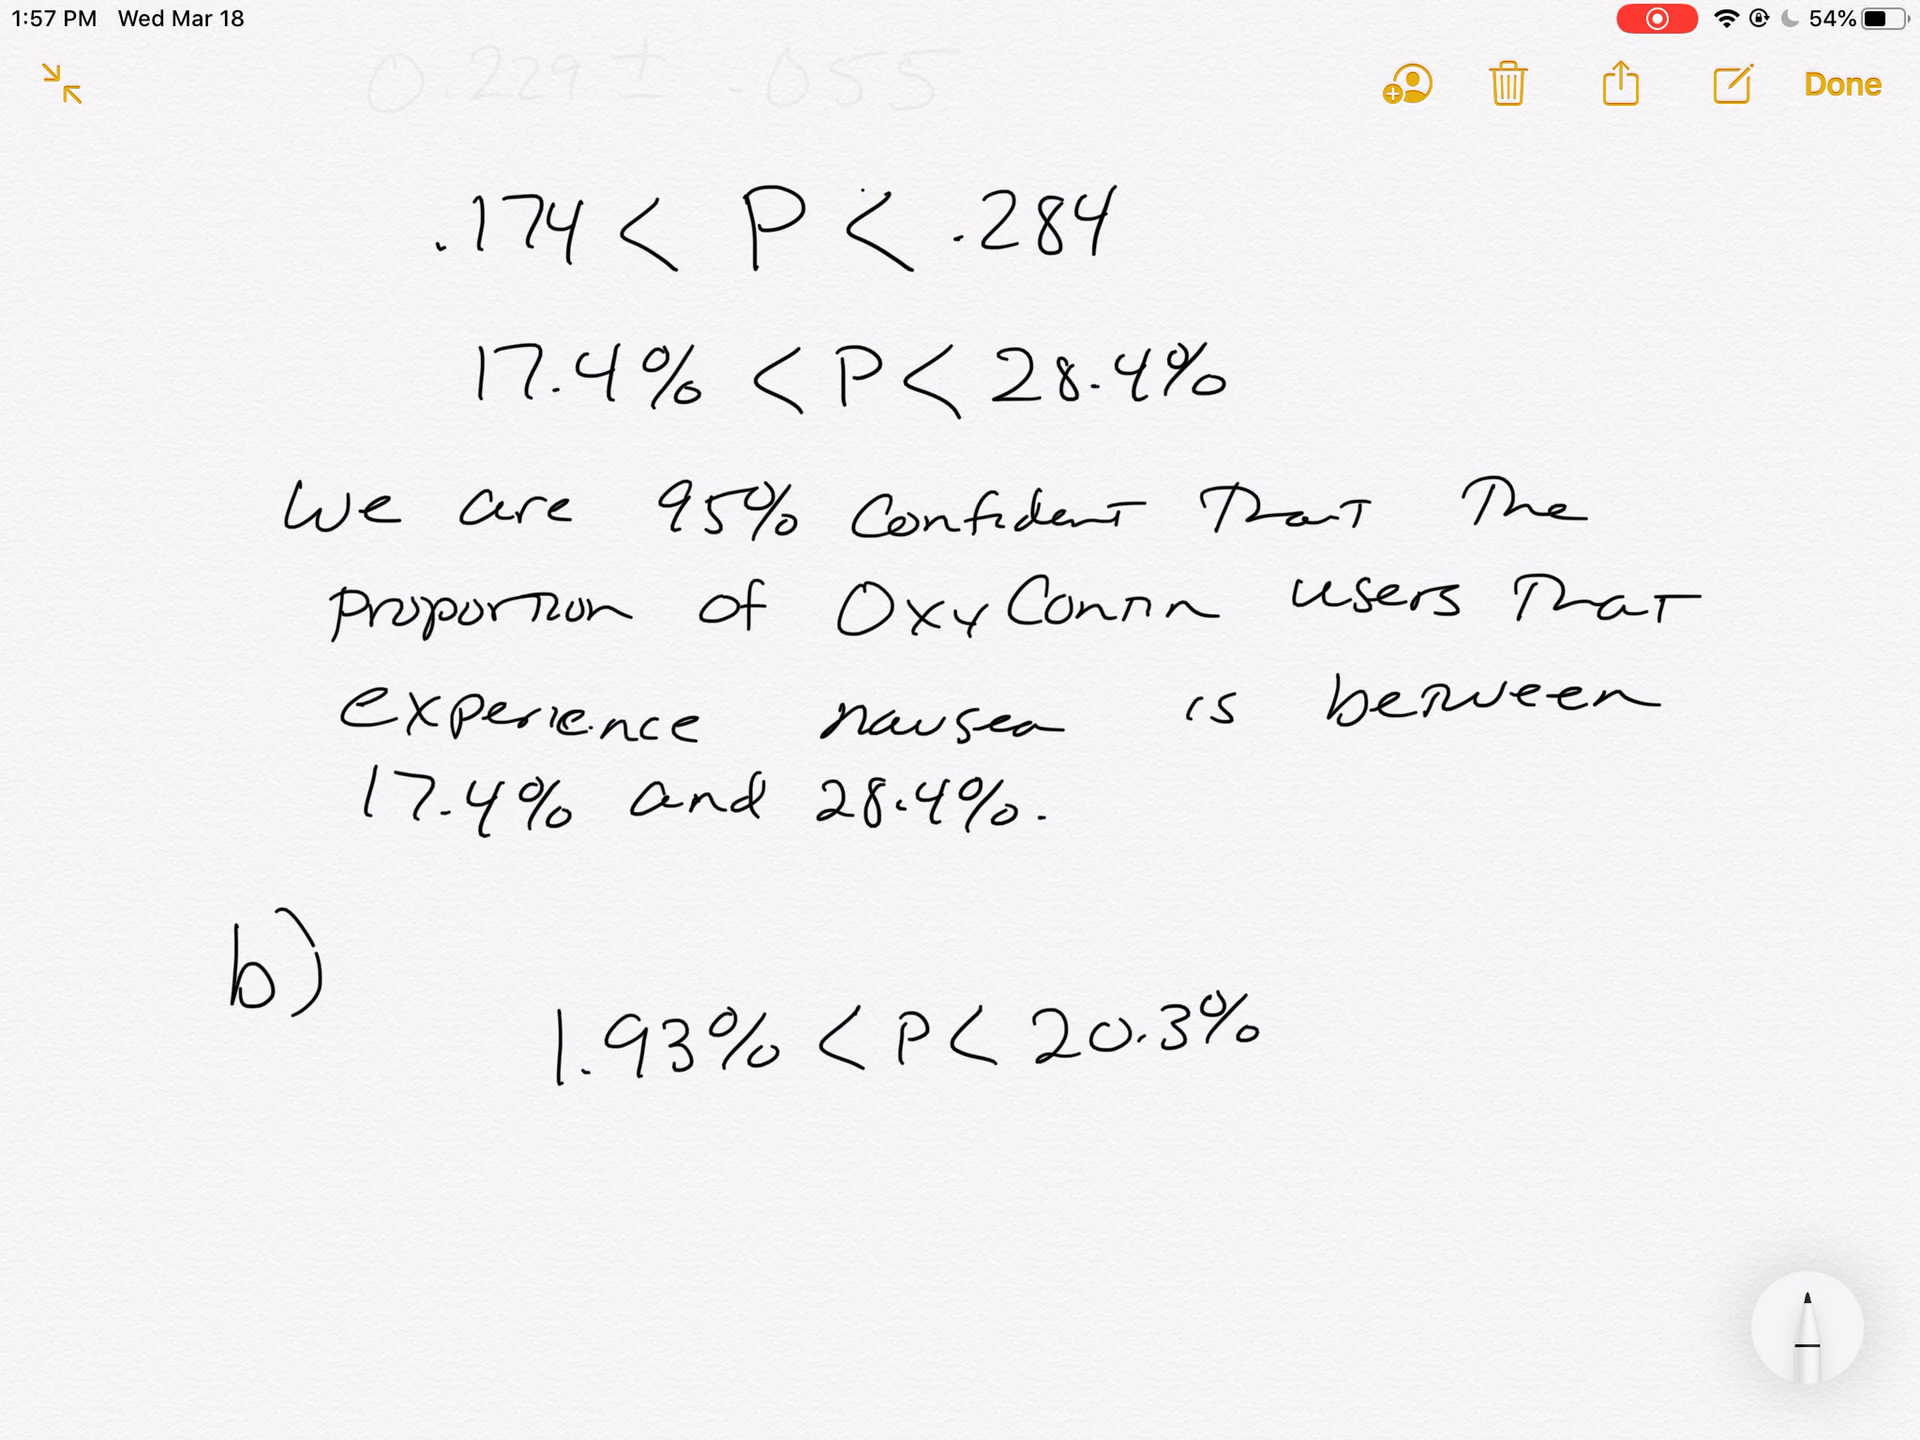 1:57 PM Wed Mar 18
54%
0.229 ± .055
Done
.174 < P < .284
17.4% < P < 28.4%
We are 95% confident that the
proportion of OxyContin users that
experience nausea is between
17.4% and 28.4%.
b)
1.93% < P < 20.3%